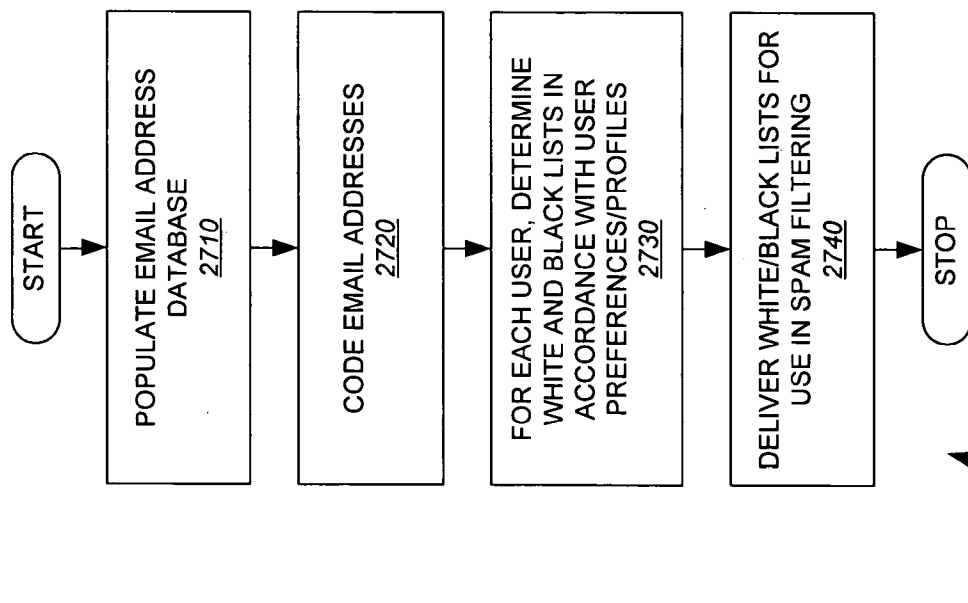 START
POPULATE EMAIL ADDRESS
DATABASE
2710
CODE EMAIL ADDRESSES
2720
FOR EACH USER, DETERMINE
WHITE AND BLACK LISTS IN
ACCORDANCE WITH USER
PREFERENCES/PROFILES
2730
DELIVER WHITE/BLACK LISTS FOR
USE IN SPAM FILTERING
2740
STOP